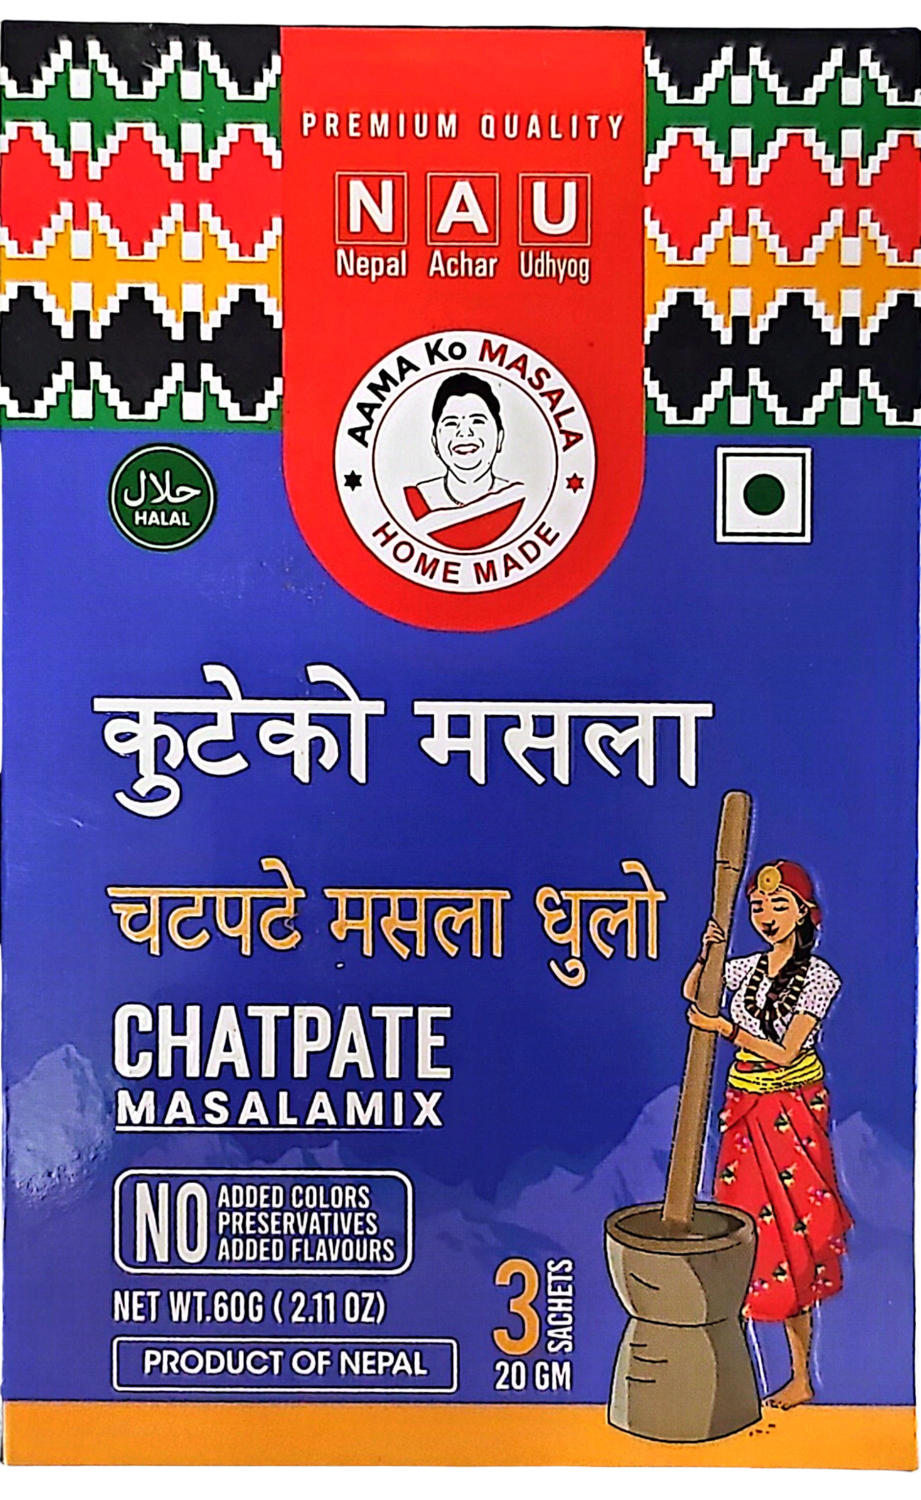 PREMIUM QUALITY
N A U
Nepal Achar Udhyog
AAMA Ko MASALA
HOME MADE
حلال
HALAL
कुटेको मसला
चटपटे मसला धुलो
CHATPATE
MASALAMIX
NO ADDED COLORS
PRESERVATIVES
ADDED FLAVOURS
NET WT.60G ( 2.11 OZ)
3 SACHETS
20 GM
PRODUCT OF NEPAL